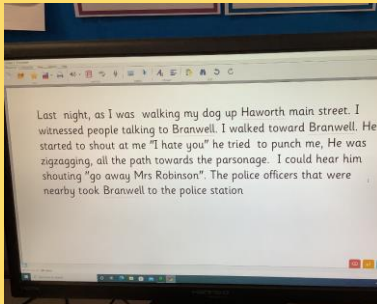 Last night, as I was walking my dog up Haworth main street. I
witnessed people talking to Branwell. I walked toward Branwell. He
started to shout at me "I hate you" he tried to punch me, He was
zigzagging, all the path towards the parsonage. I could hear him
shouting "go away Mrs Robinson". The police officers that were
nearby took Branwell to the police station